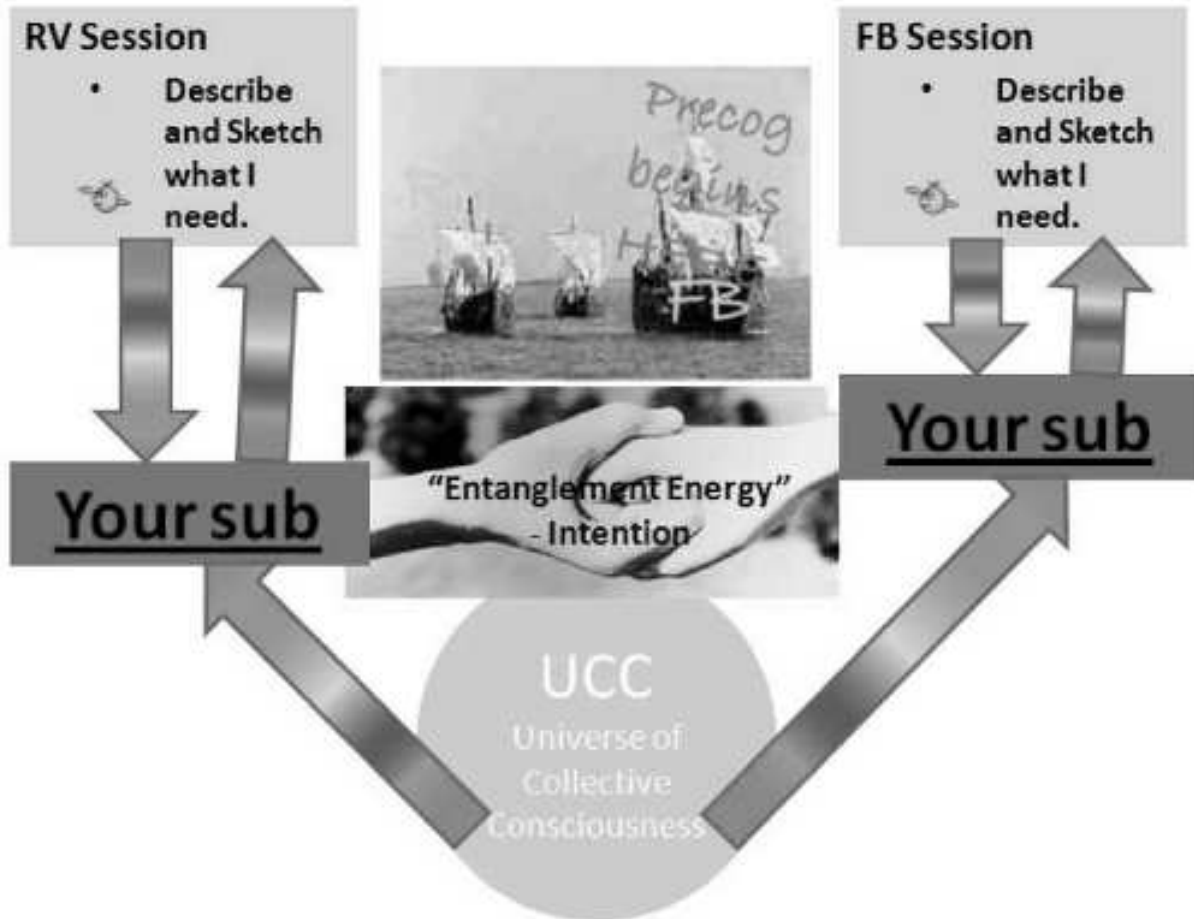 RV Session
• Describe
and Sketch
what I
need.
FB Session
• Describe
and Sketch
what I
need.
Precog
begins
FB
Your sub
Your sub
“Entanglement Energy”
- Intention
UCC
Universe of
Collective
Consciousness